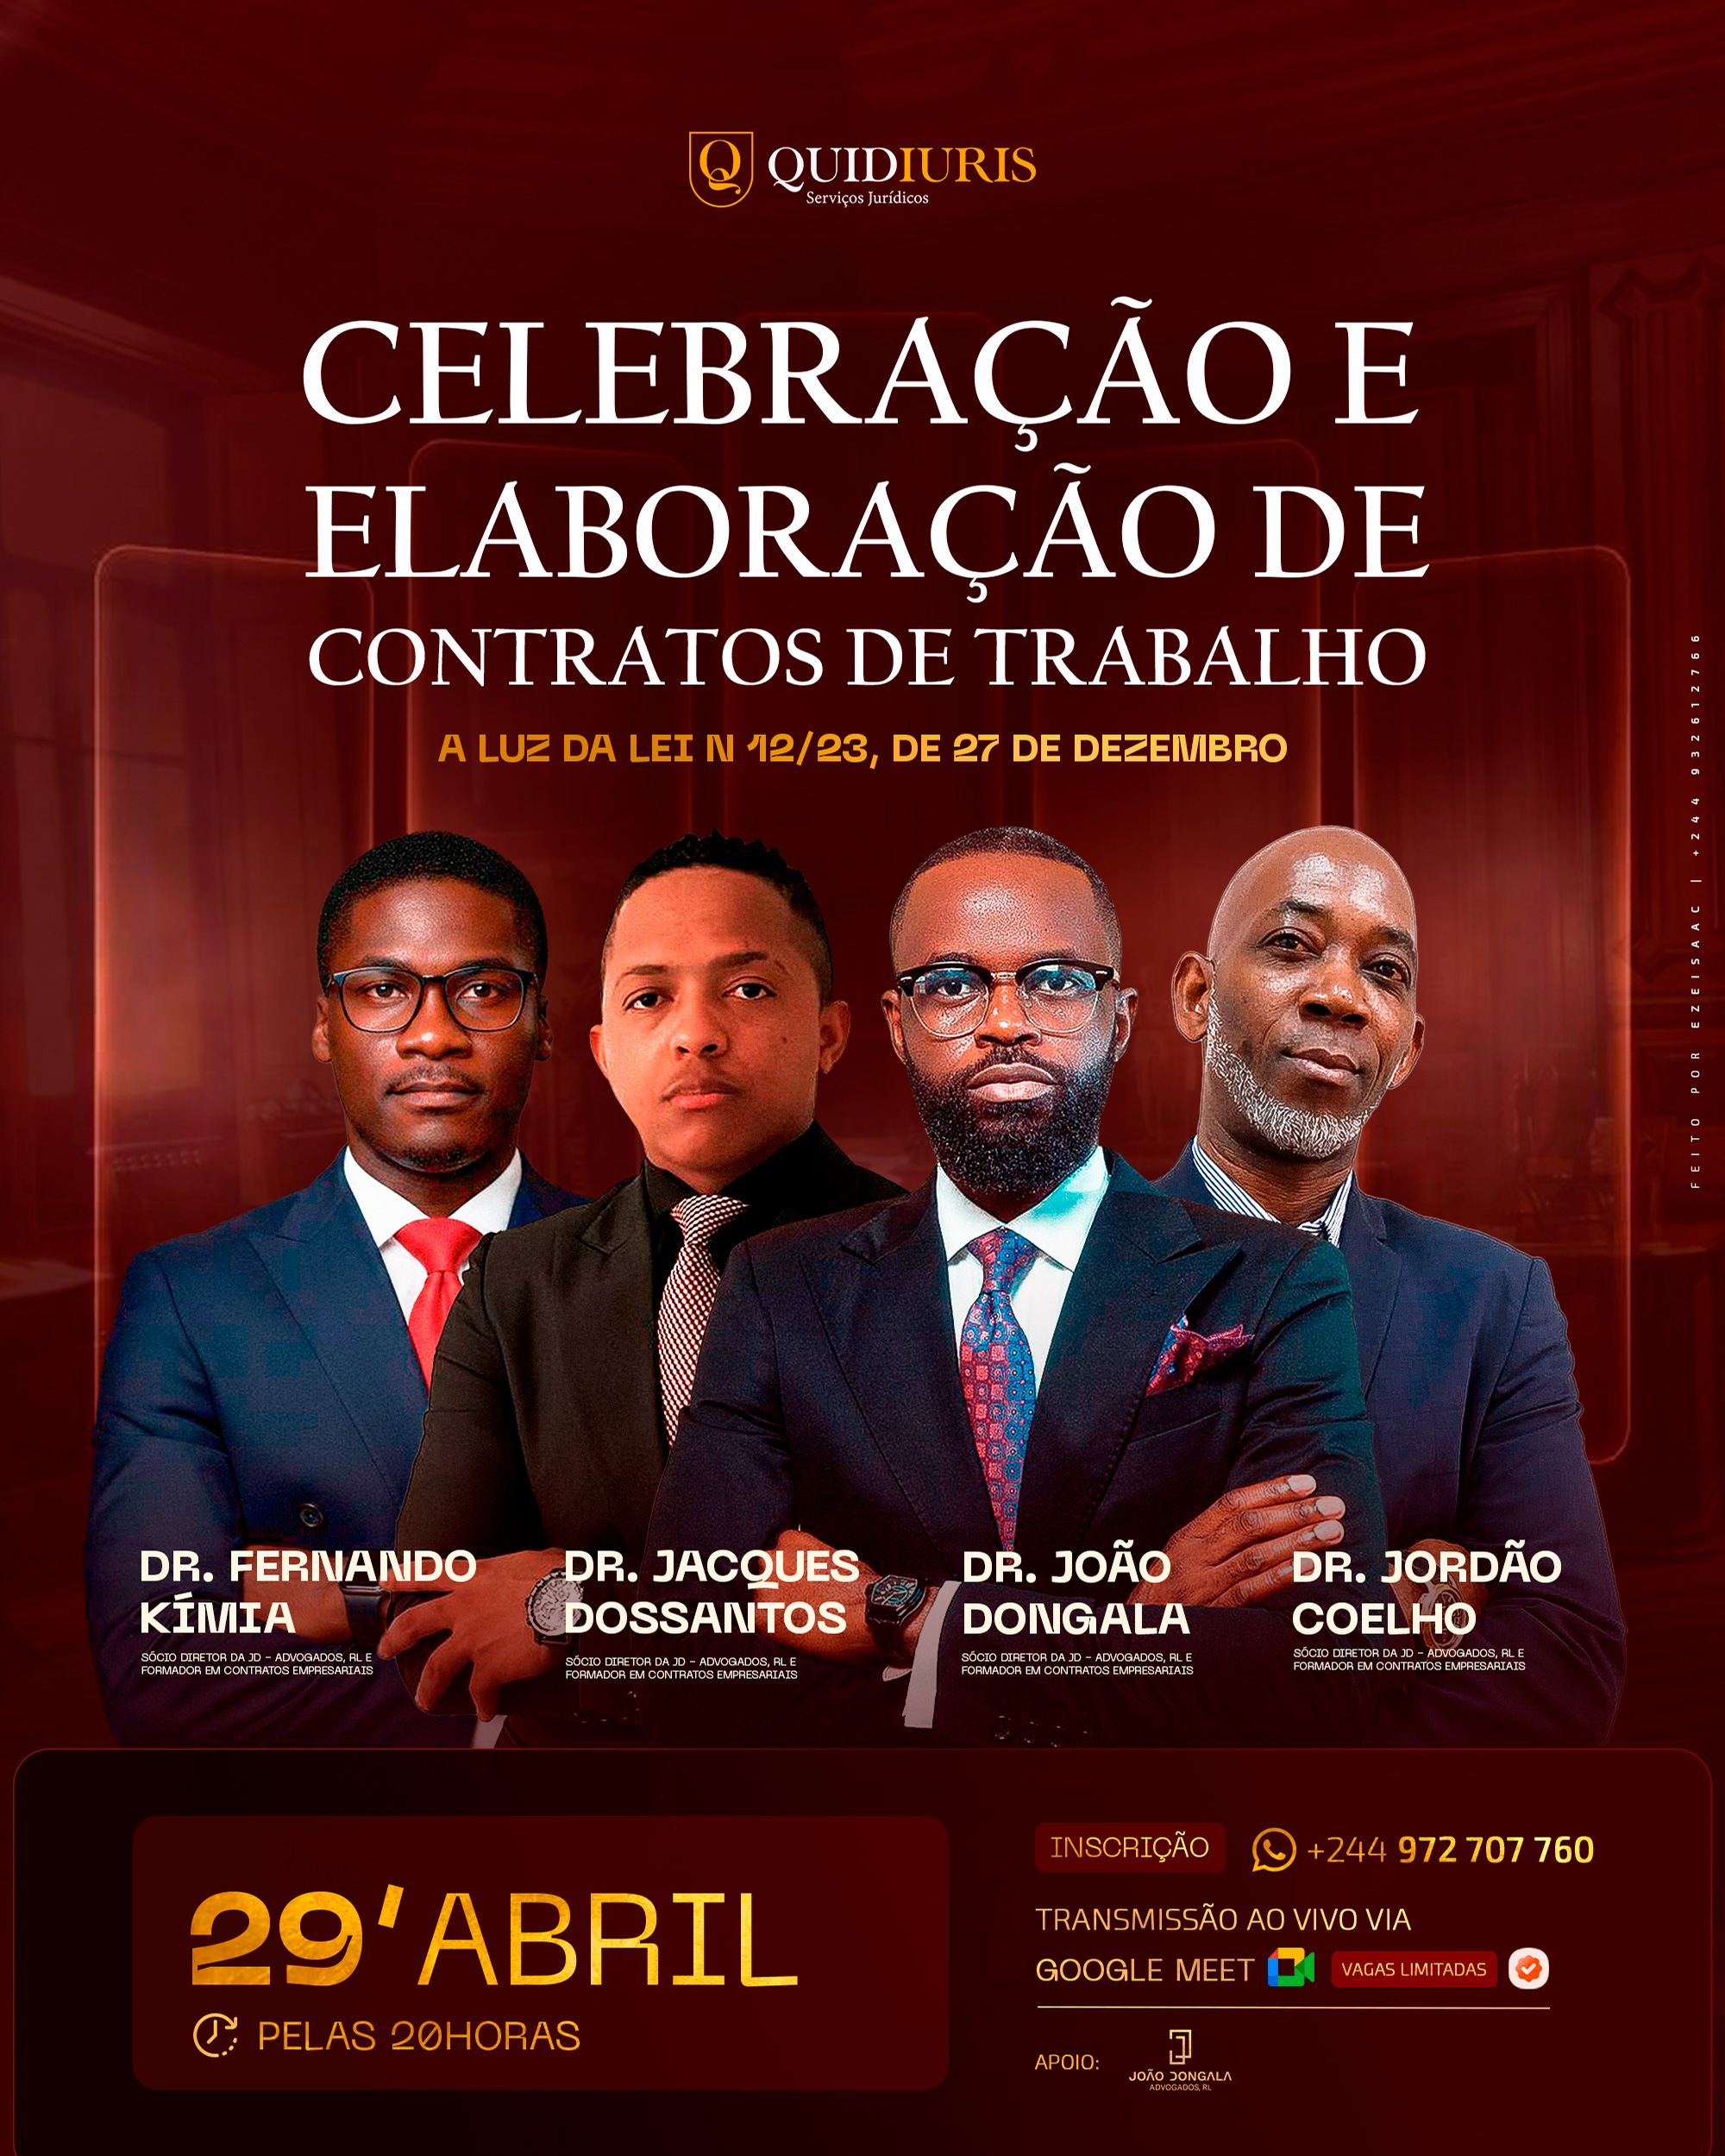 QUIDIURIS
Serviços Jurídicos
CELEBRAÇÃO E
ELABORAÇÃO DE
CONTRATOS DE TRABALHO
A LUZ DA LEI N 12/23, DE 27 DE DEZEMBRO
FEITO POR EZEISAAC | +244 932612766
DR. FERNANDO
KÍMIA
SÓCIO DIRETOR DA JD - ADVOGADOS, RL E
FORMADOR EM CONTRATOS EMPRESARIAIS
DR. JACQUES
DOSSANTOS
SÓCIO DIRETOR DA JD - ADVOGADOS, RL E
FORMADOR EM CONTRATOS EMPRESARIAIS
DR. JOÃO
DONGALA
SÓCIO DIRETOR DA JD - ADVOGADOS, RL E
FORMADOR EM CONTRATOS EMPRESARIAIS
DR. JORDÃO
COELHO
SÓCIO DIRETOR DA JD - ADVOGADOS, RL E
FORMADOR EM CONTRATOS EMPRESARIAIS
29'ABRIL
PELAS 20HORAS
INSCRIÇÃO +244 972 707 760
TRANSMISSÃO AO VIVO VIA
GOOGLE MEET VAGAS LIMITADAS
APOIO:
JOÃO DONGALA
ADVOGADOS, RL